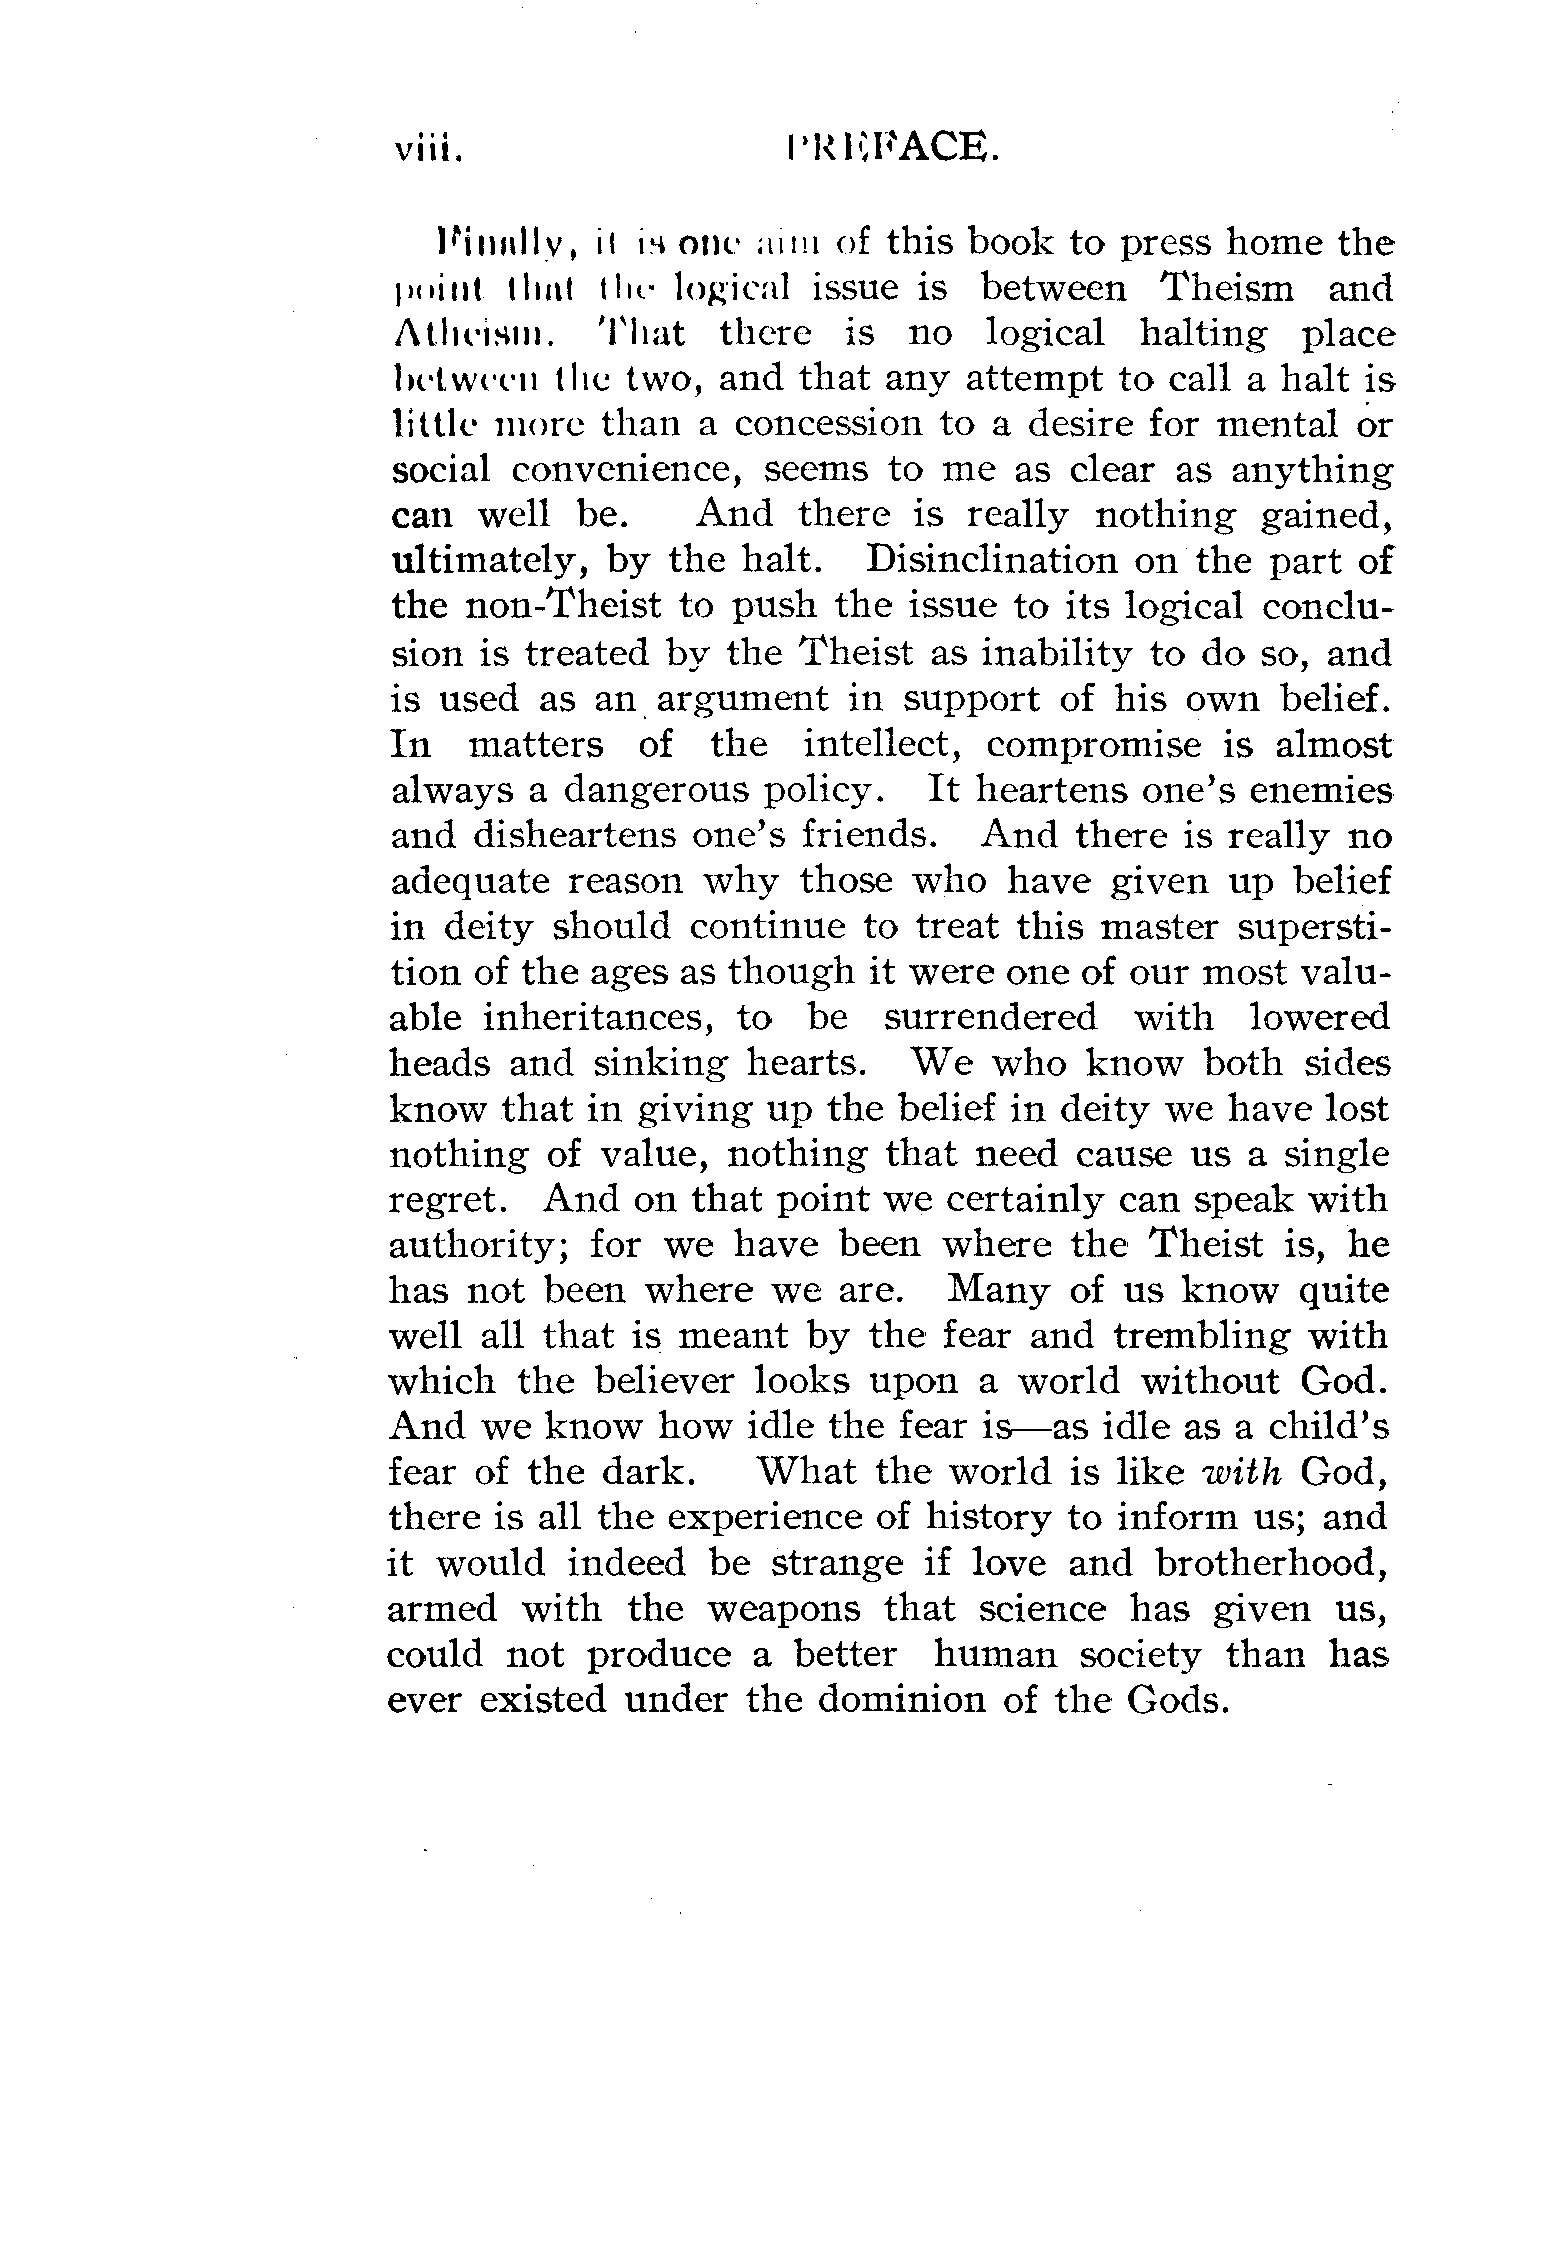 viii. PREFACE.
Finally, it is one aim of this book to press home the
point that the logical issue is between Theism and
Atheism. That there is no logical halting place
between the two, and that any attempt to call a halt is
little more than a concession to a desire for mental or
social convenience, seems to me as clear as anything
can well be. And there is really nothing gained,
ultimately, by the halt. Disinclination on the part of
the non-Theist to push the issue to its logical conclu-
sion is treated by the Theist as inability to do so, and
is used as an argument in support of his own belief.
In matters of the intellect, compromise is almost
always a dangerous policy. It heartens one's enemies
and disheartens one's friends. And there is really no
adequate reason why those who have given up belief
in deity should continue to treat this master supersti-
tion of the ages as though it were one of our most valu-
able inheritances, to be surrendered with lowered
heads and sinking hearts. We who know both sides
know that in giving up the belief in deity we have lost
nothing of value, nothing that need cause us a single
regret. And on that point we certainly can speak with
authority; for we have been where the Theist is, he
has not been where we are. Many of us know quite
well all that is meant by the fear and trembling with
which the believer looks upon a world without God.
And we know how idle the fear is—as idle as a child's
fear of the dark. What the world is like with God,
there is all the experience of history to inform us; and
it would indeed be strange if love and brotherhood,
armed with the weapons that science has given us,
could not produce a better human society than has
ever existed under the dominion of the Gods.